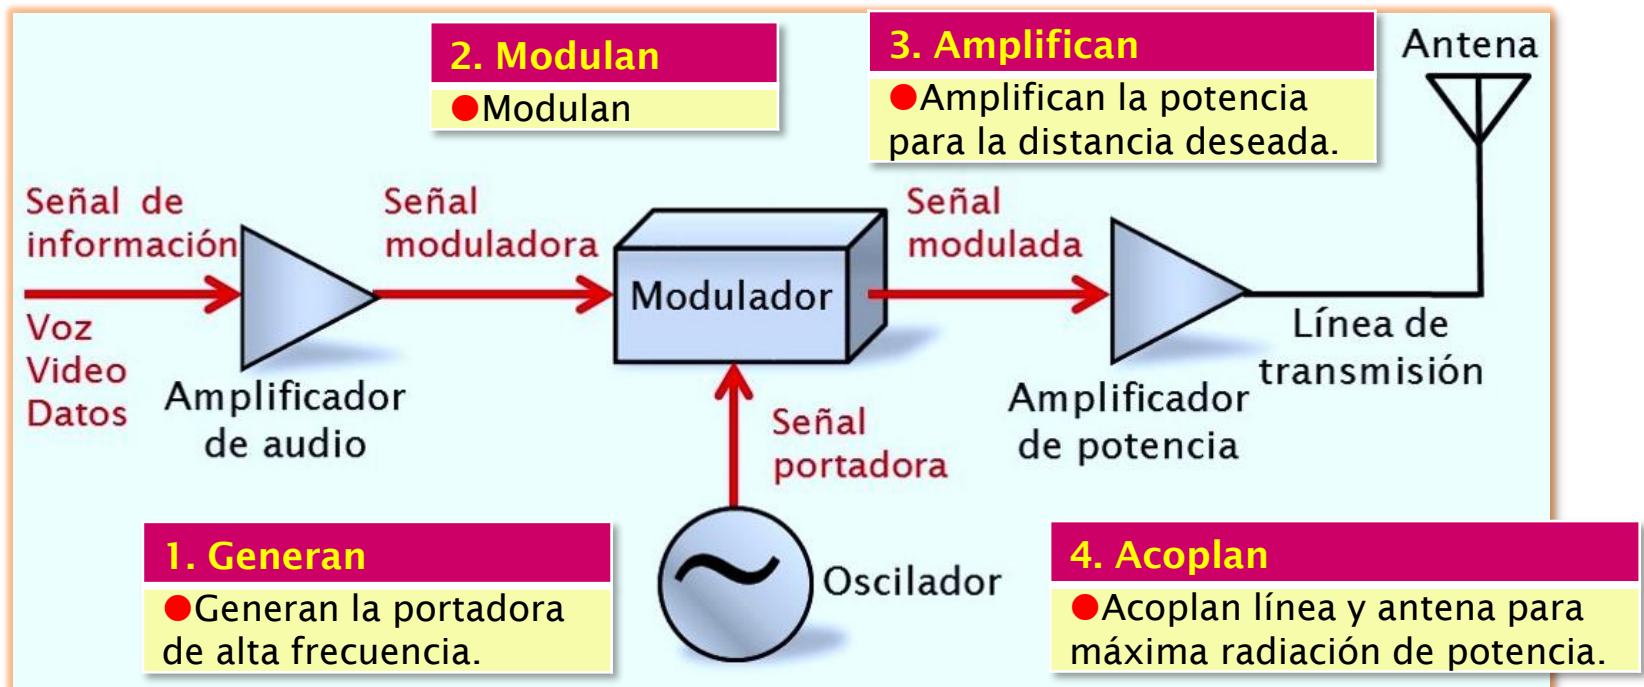 2. Modulan
●Modulan
3. Amplifican
●Amplifican la potencia
para la distancia deseada.
Antena
Señal de
información
Voz
Video
Datos
Amplificador
de audio
Señal
moduladora
Modulador
Señal
modulada
Amplificador
de potencia
Línea de
transmisión
Señal
portadora
Oscilador
1. Generan
●Generan la portadora
de alta frecuencia.
4. Acoplan
●Acoplan línea y antena para
máxima radiación de potencia.